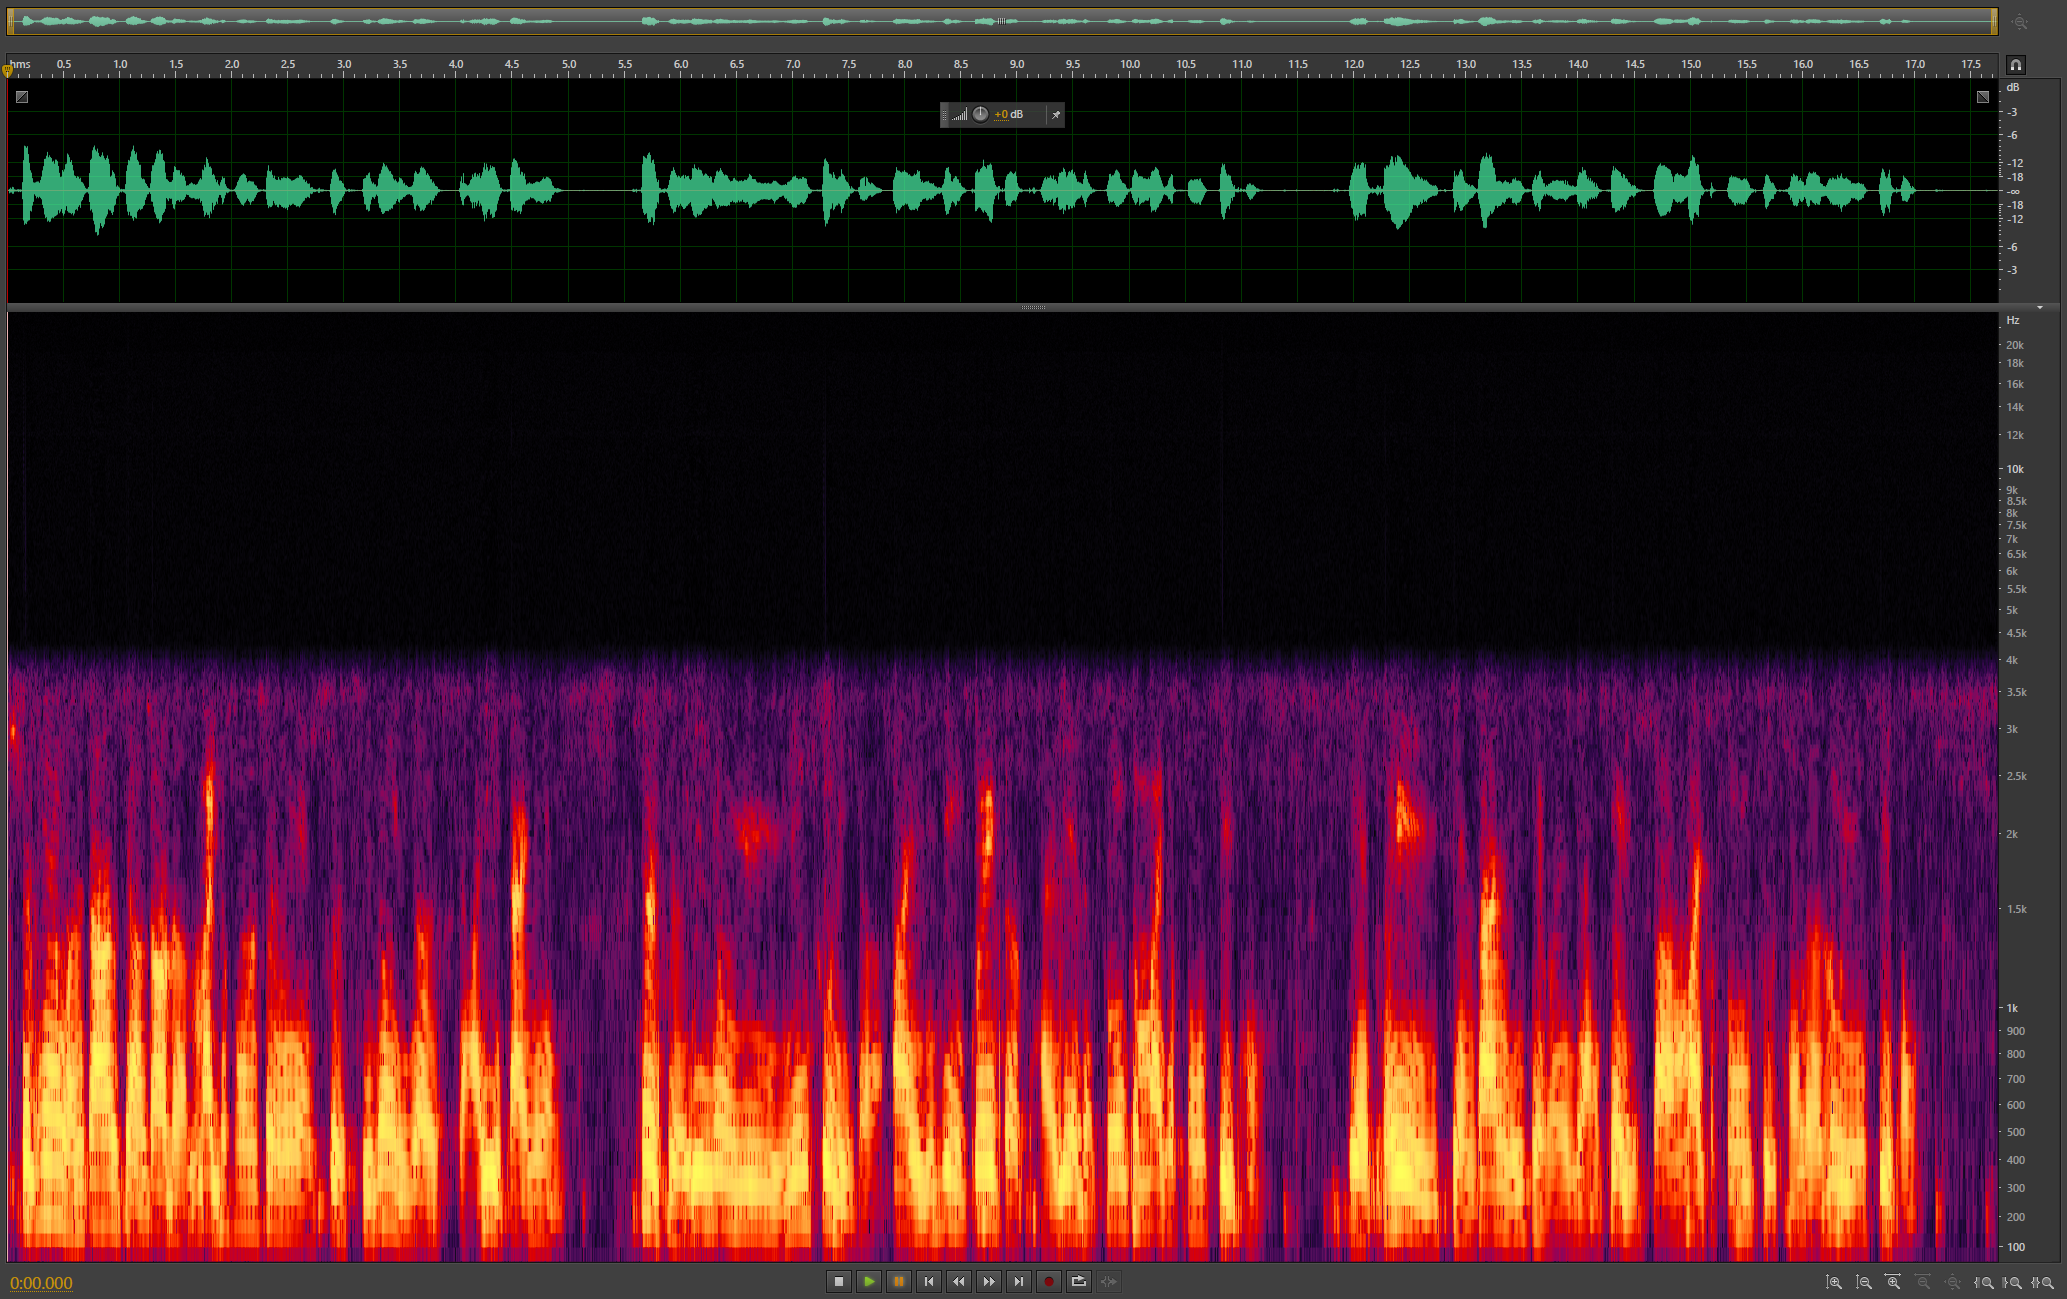 hms 0.5 1.0 1.5 2.0 2.5 3.0 3.5 4.0 4.5 5.0 5.5 6.0 6.5 7.0 7.5 8.0 8.5 9.0 9.5 10.0 10.5 11.0 11.5 12.0 12.5 13.0 13.5 14.0 14.5 15.0 15.5 16.0 16.5 17.0 17.5
dB
+0 dB
-3
-6
-12
-18
-∞
-18
-12
-6
-3
Hz
20k
18k
16k
14k
12k
10k
9k
8.5k
8k
7.5k
7k
6.5k
6k
5.5k
5k
4.5k
4k
3.5k
3k
2.5k
2k
1.5k
1k
900
800
700
600
500
400
300
200
100
0:00.000